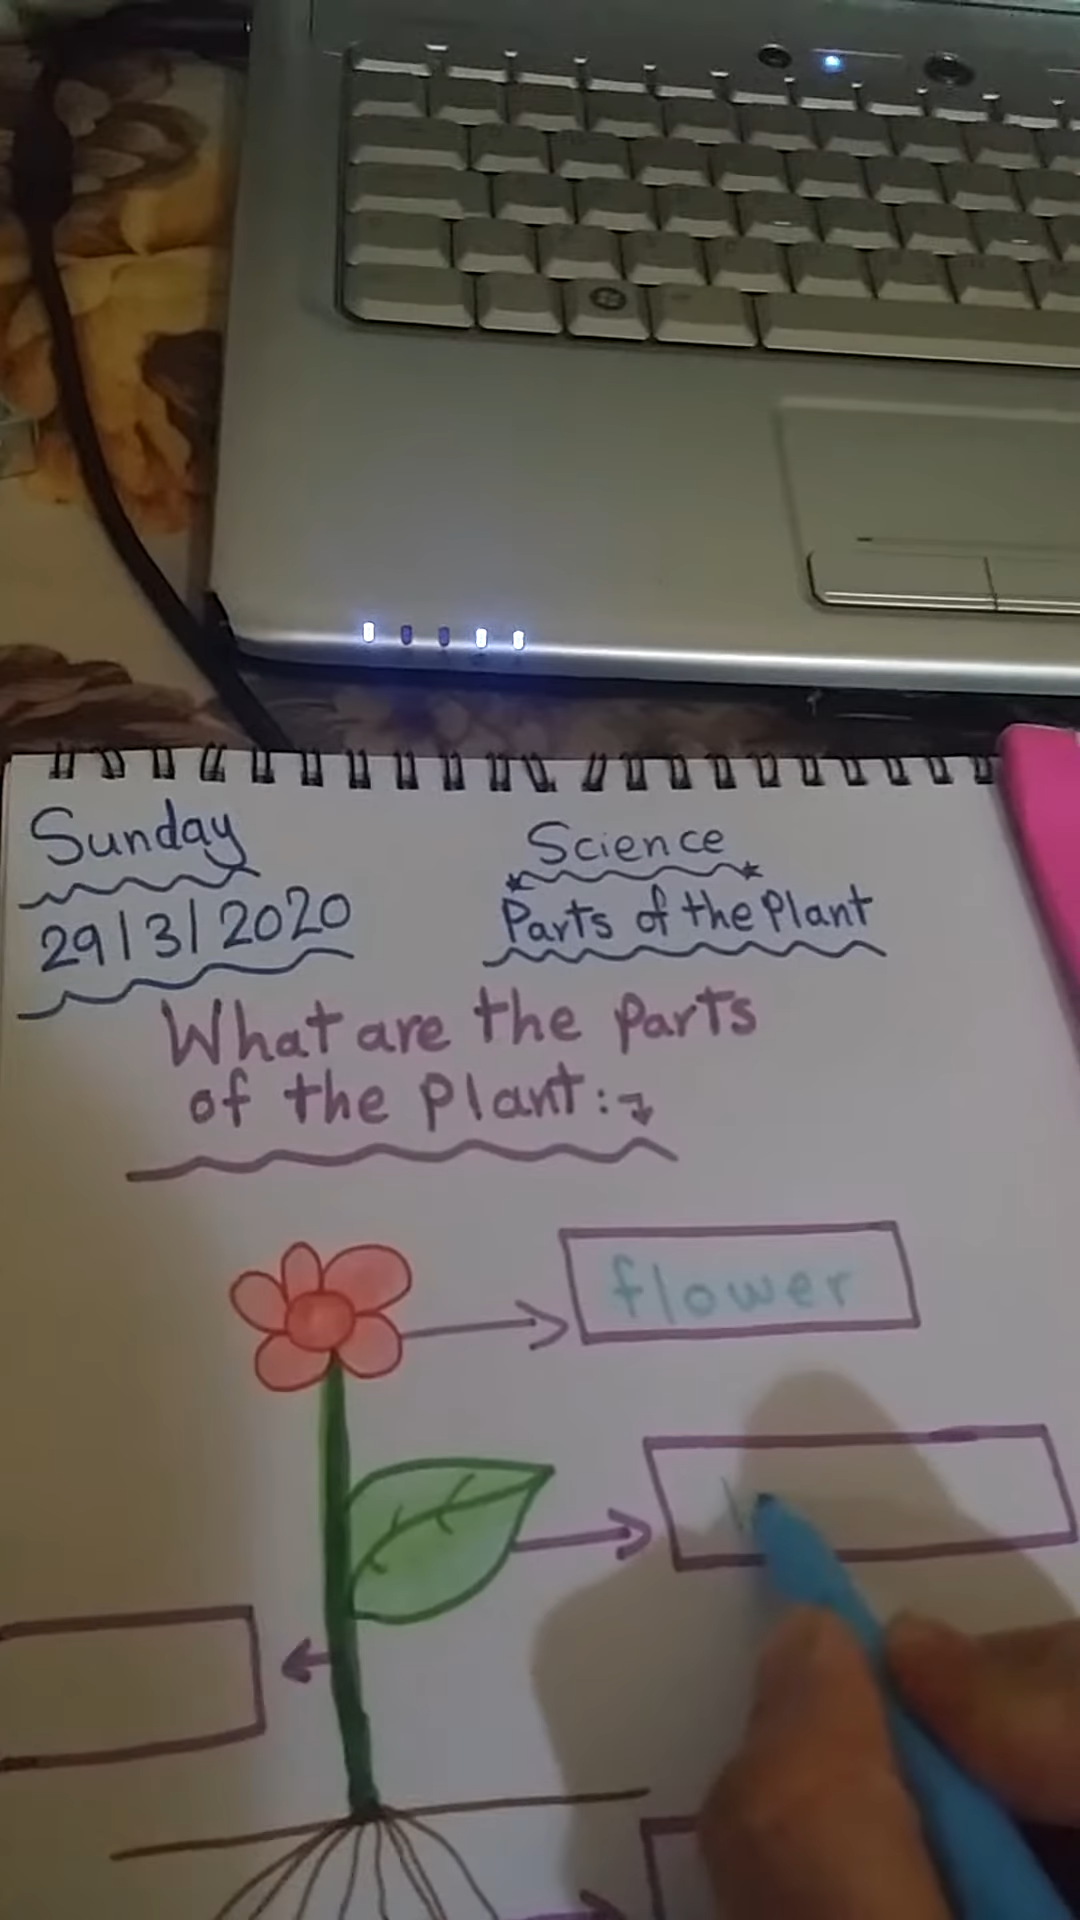 Sunday
29/3/2020
Science
Parts of the Plant
What are the parts
of the plant:
flower
l